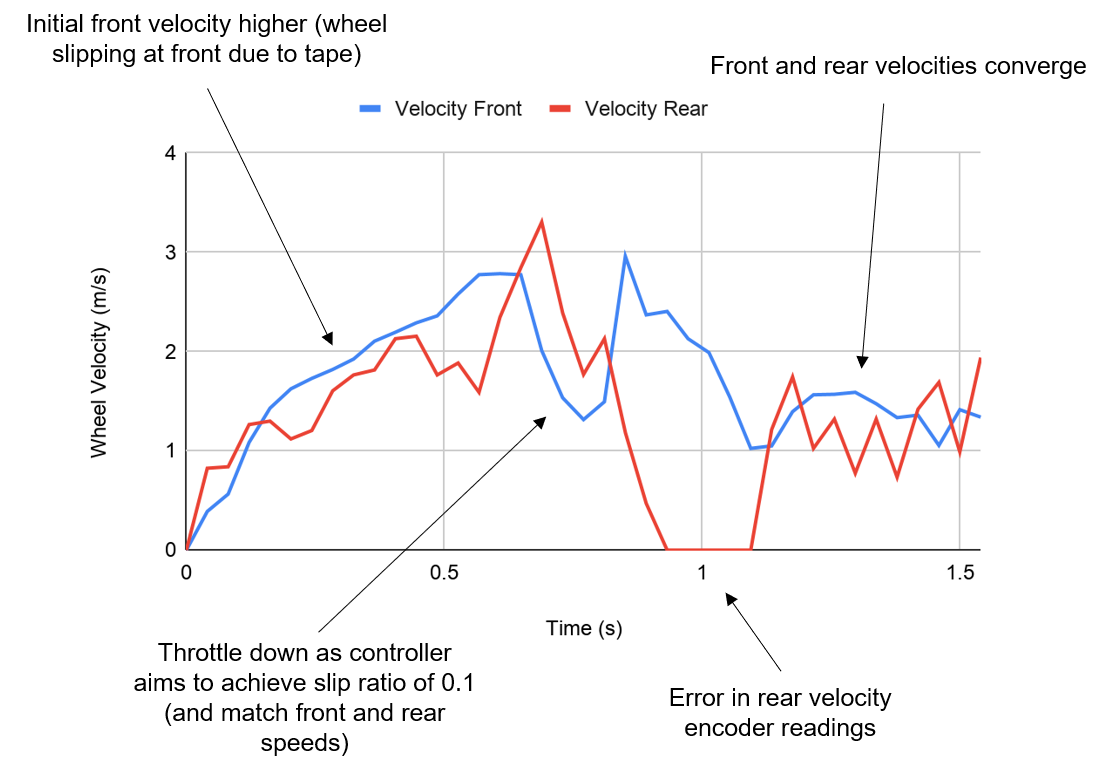 Initial front velocity higher (wheel
slipping at front due to tape)
Front and rear velocities converge
Velocity Front
Velocity Rear
4
3
2
1
0
Wheel Velocity (m/s)
0
0.5
1
1.5
Time (s)
Throttle down as controller
aims to achieve slip ratio of 0.1
(and match front and rear
speeds)
Error in rear velocity
encoder readings